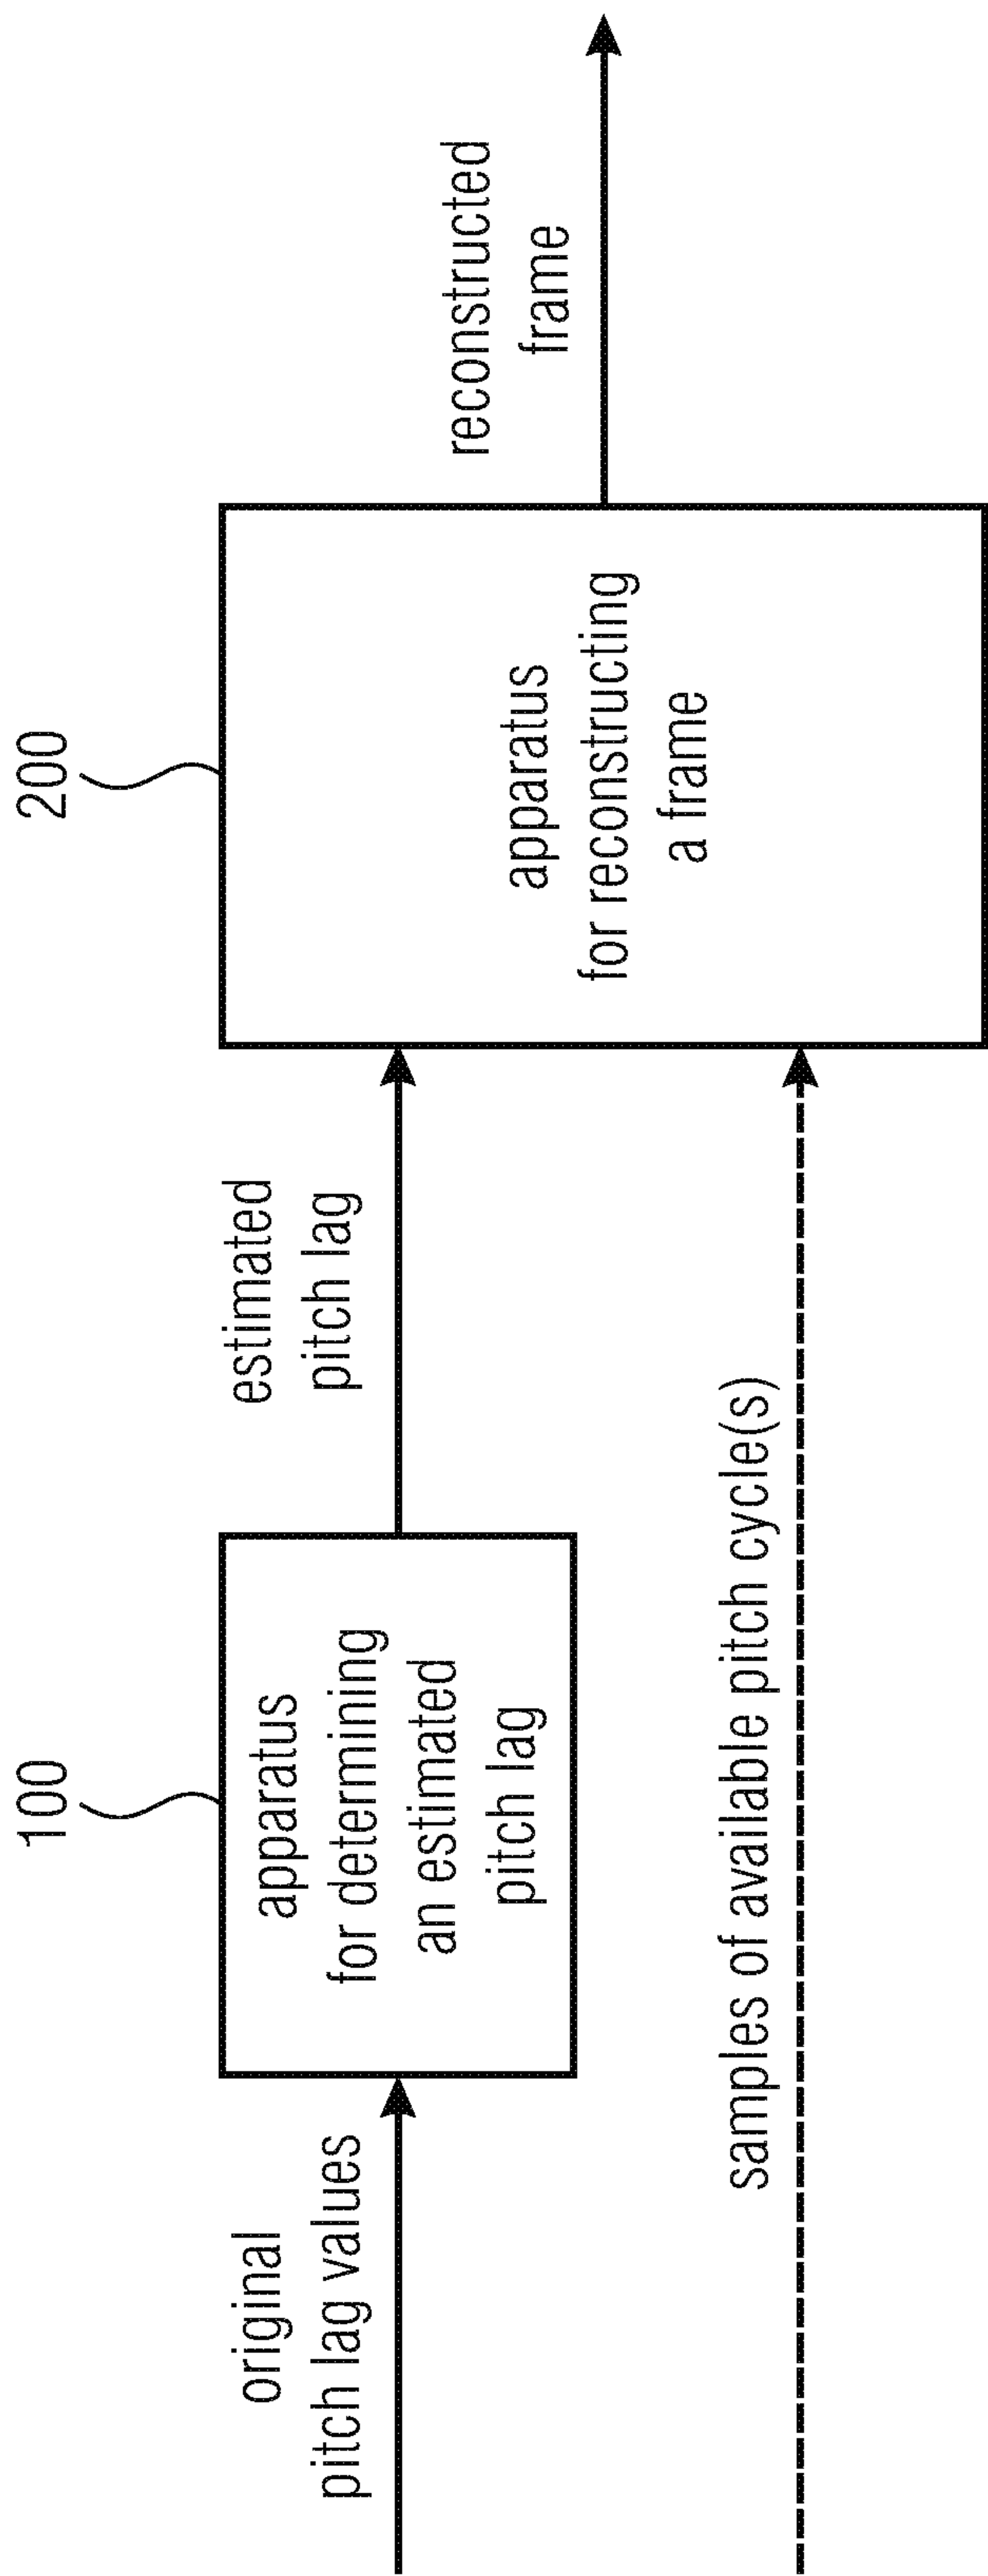 original
pitch lag values
100
apparatus
for determining
an estimated
pitch lag
estimated
pitch lag
samples of available pitch cycle(s)
200
apparatus
for reconstructing
a frame
reconstructed
frame